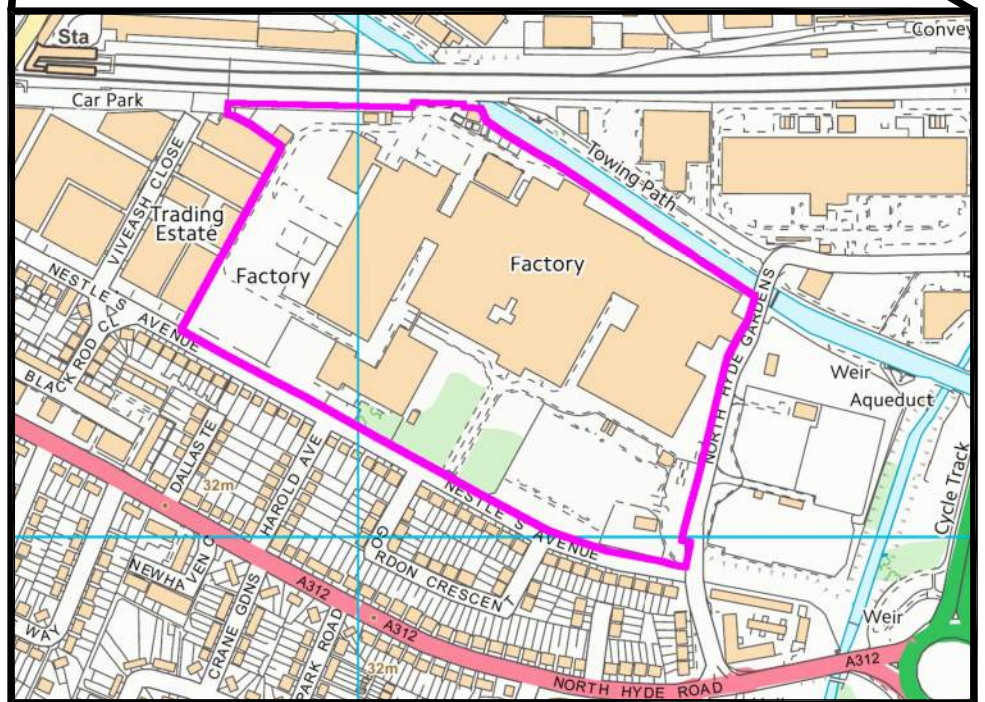 Sta
Convey
Car Park
Towing Path
VIVEASH CLOSE
Trading
Estate
Factory
Factory
NESTLE'S AVENUE
NORTH HYDE GARDENS
Weir
Aqueduct
BLACK ROD CL
DALLAS TE
32m
HAROLD AVE
NESTLE'S AVENUE
Cycle Track
GORDON CRESCENT
NEWHAVEN C
A312
CRANE GDNS
WAY
PARK ROAD
A312
Weir
A312
32m
NORTH HYDE ROAD